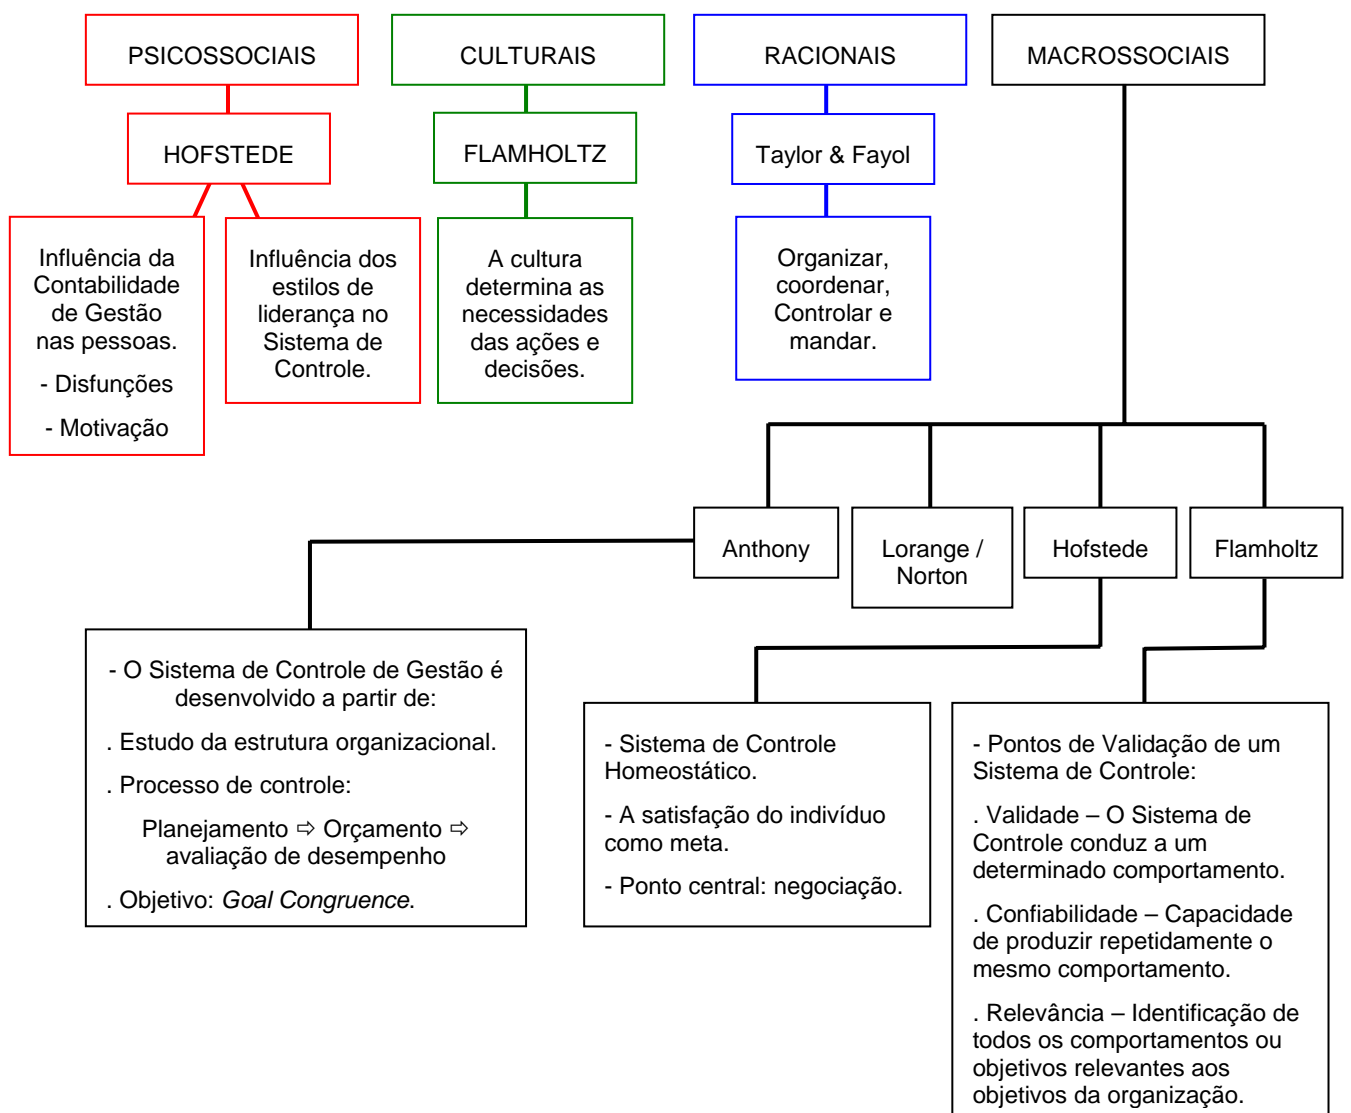 PSICOSSOCIAIS
CULTURAIS
RACIONAIS
MACROSSOCIAIS
HOFSTEDE
FLAMHOLTZ
Taylor & Fayol
Influência da
Contabilidade
de Gestão
nas pessoas.
- Disfunções
- Motivação
Influência dos
estilos de
liderança no
Sistema de
Controle.
A cultura
determina as
necessidades
das ações e
decisões.
Organizar,
coordenar,
Controlar e
mandar.
Anthony
Lorange /
Norton
Hofstede
Flamholtz
- O Sistema de Controle de Gestão é
desenvolvido a partir de:
. Estudo da estrutura organizacional.
. Processo de controle:
Planejamento ⇨ Orçamento ⇨
avaliação de desempenho
. Objetivo: Goal Congruence.
- Sistema de Controle
Homeostático.
- A satisfação do indivíduo
como meta.
- Ponto central: negociação.
- Pontos de Validação de um
Sistema de Controle:
. Validade – O Sistema de
Controle conduz a um
determinado comportamento.
. Confiabilidade – Capacidade
de produzir repetidamente o
mesmo comportamento.
. Relevância – Identificação de
todos os comportamentos ou
objetivos relevantes aos
objetivos da organização.